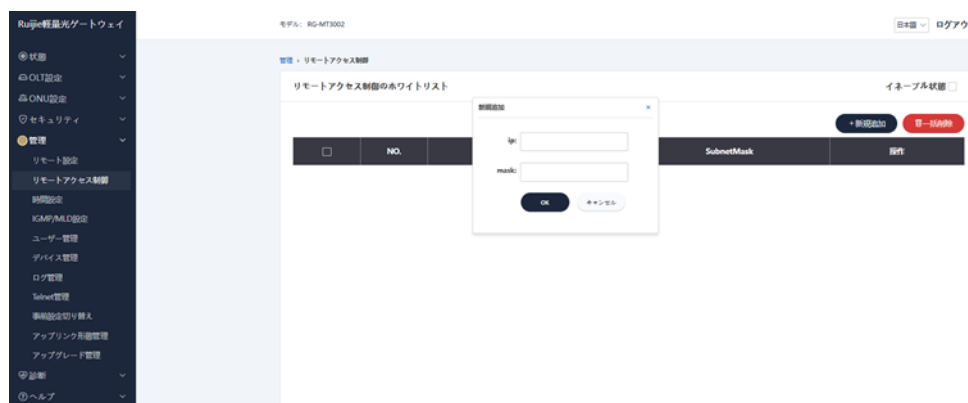 Ruijie軽量光ゲートウェイ
モデル: RG-MT3002
日本語
ログアウ
状態
OLT設定
ONU設定
セキュリティ
管理
リモート設定
リモートアクセス制御
時間設定
IGMP/MLD設定
ユーザー管理
デバイス管理
ログ管理
Telnet管理
事前設定切り替え
アップリンク形態管理
アップグレード管理
診断
ヘルプ
管理 › リモートアクセス制御
リモートアクセス制御のホワイトリスト
イネーブル状態
+新規追加
一括削除
NO.
SubnetMask
操作
新規追加
×
ip:
mask:
OK
キャンセル